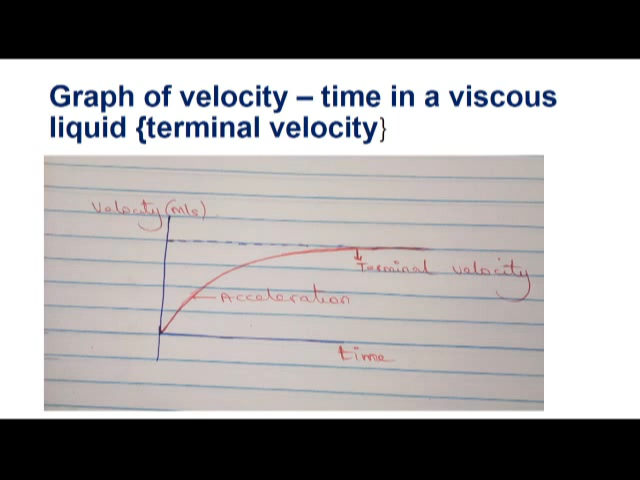 Graph of velocity – time in a viscous
liquid {terminal velocity}
Velocity (m/s)
Terminal velocity
Acceleration
time